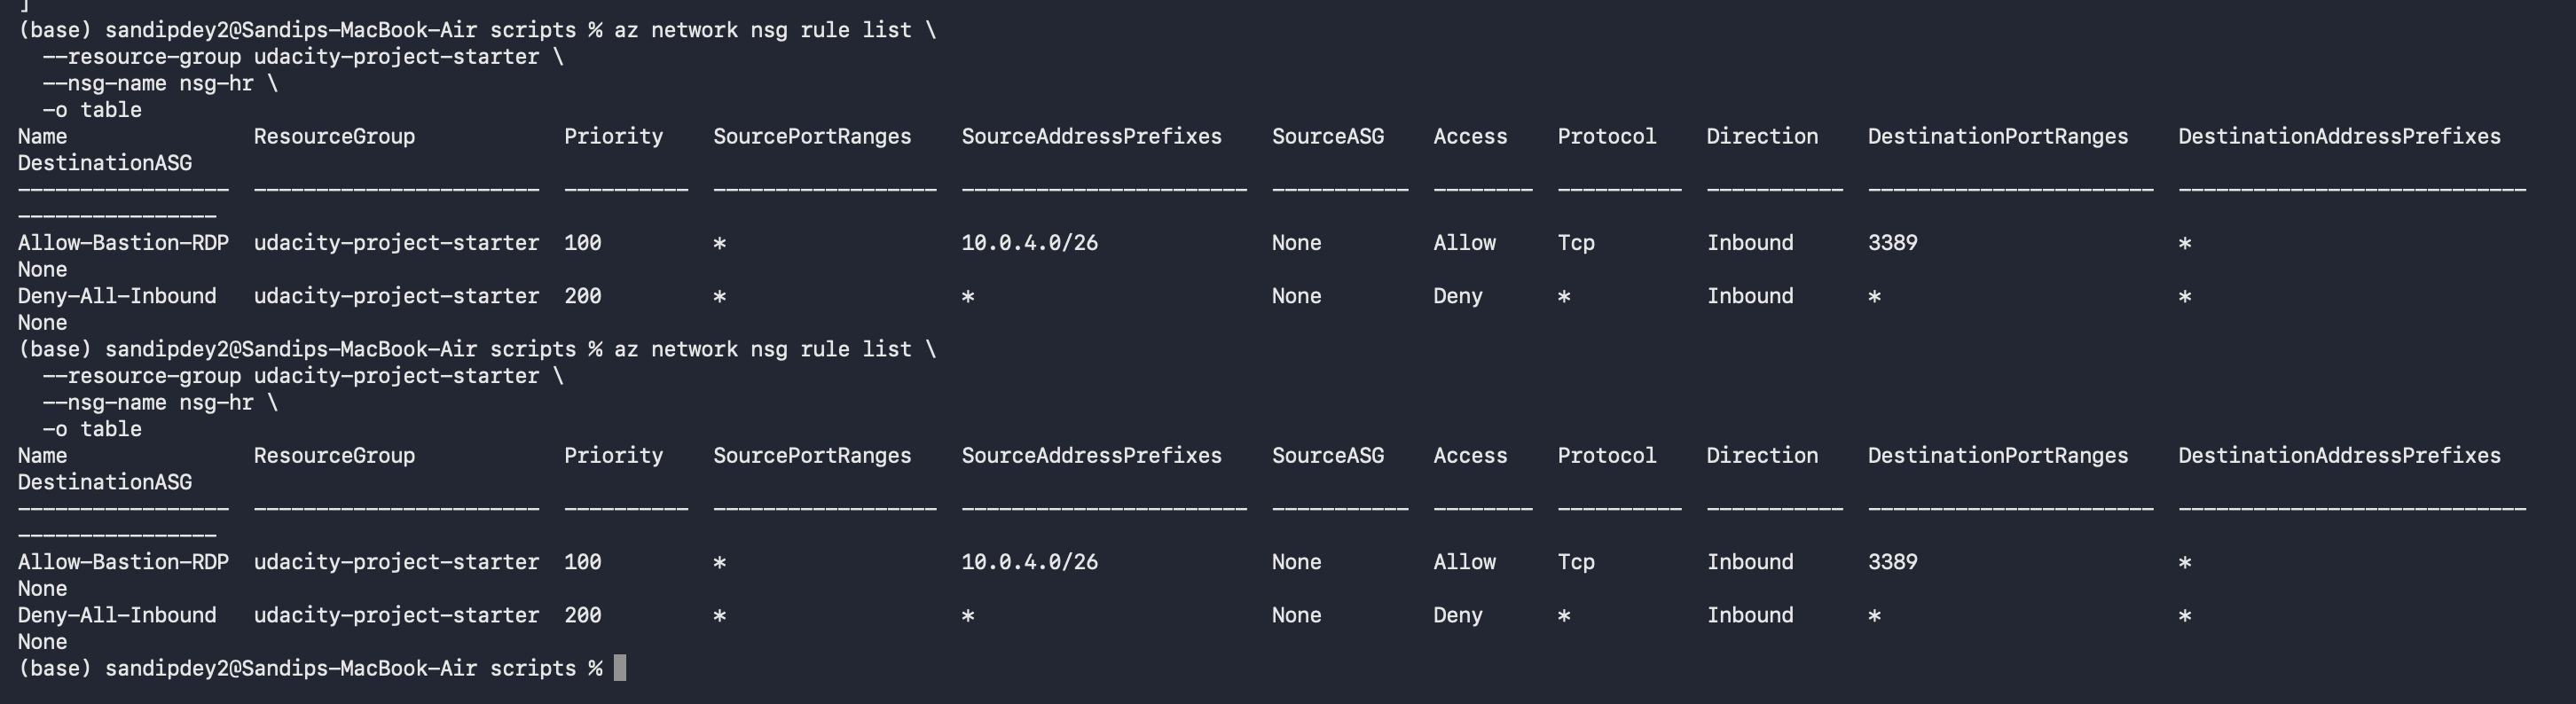 ]
(base) sandipdey2@Sandips-MacBook-Air scripts % az network nsg rule list \
  --resource-group udacity-project-starter \
  --nsg-name nsg-hr \
  -o table
Name               ResourceGroup            Priority    SourcePortRanges    SourceAddressPrefixes    SourceASG    Access    Protocol    Direction    DestinationPortRanges    DestinationAddressPrefixes
DestinationASG
-----------------  -----------------------  ----------  ------------------  -----------------------  -----------  --------  ----------  -----------  -----------------------  ----------------------------
----------------
Allow-Bastion-RDP  udacity-project-starter  100         *                   10.0.4.0/26              None         Allow     Tcp         Inbound      3389                     *
None
Deny-All-Inbound   udacity-project-starter  200         *                   *                        None         Deny      *           Inbound      *                        *
None
(base) sandipdey2@Sandips-MacBook-Air scripts % az network nsg rule list \
  --resource-group udacity-project-starter \
  --nsg-name nsg-hr \
  -o table
Name               ResourceGroup            Priority    SourcePortRanges    SourceAddressPrefixes    SourceASG    Access    Protocol    Direction    DestinationPortRanges    DestinationAddressPrefixes
DestinationASG
-----------------  -----------------------  ----------  ------------------  -----------------------  -----------  --------  ----------  -----------  -----------------------  ----------------------------
----------------
Allow-Bastion-RDP  udacity-project-starter  100         *                   10.0.4.0/26              None         Allow     Tcp         Inbound      3389                     *
None
Deny-All-Inbound   udacity-project-starter  200         *                   *                        None         Deny      *           Inbound      *                        *
None
(base) sandipdey2@Sandips-MacBook-Air scripts %